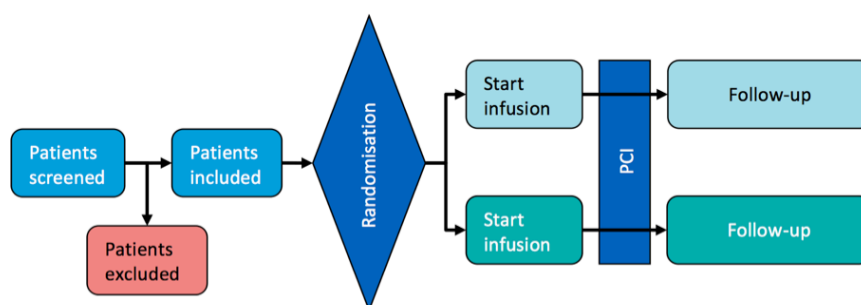 Patients
screened
Patients
included
Patients
excluded
Randomisation
Start
infusion
PCI
Follow-up
Start
infusion
Follow-up